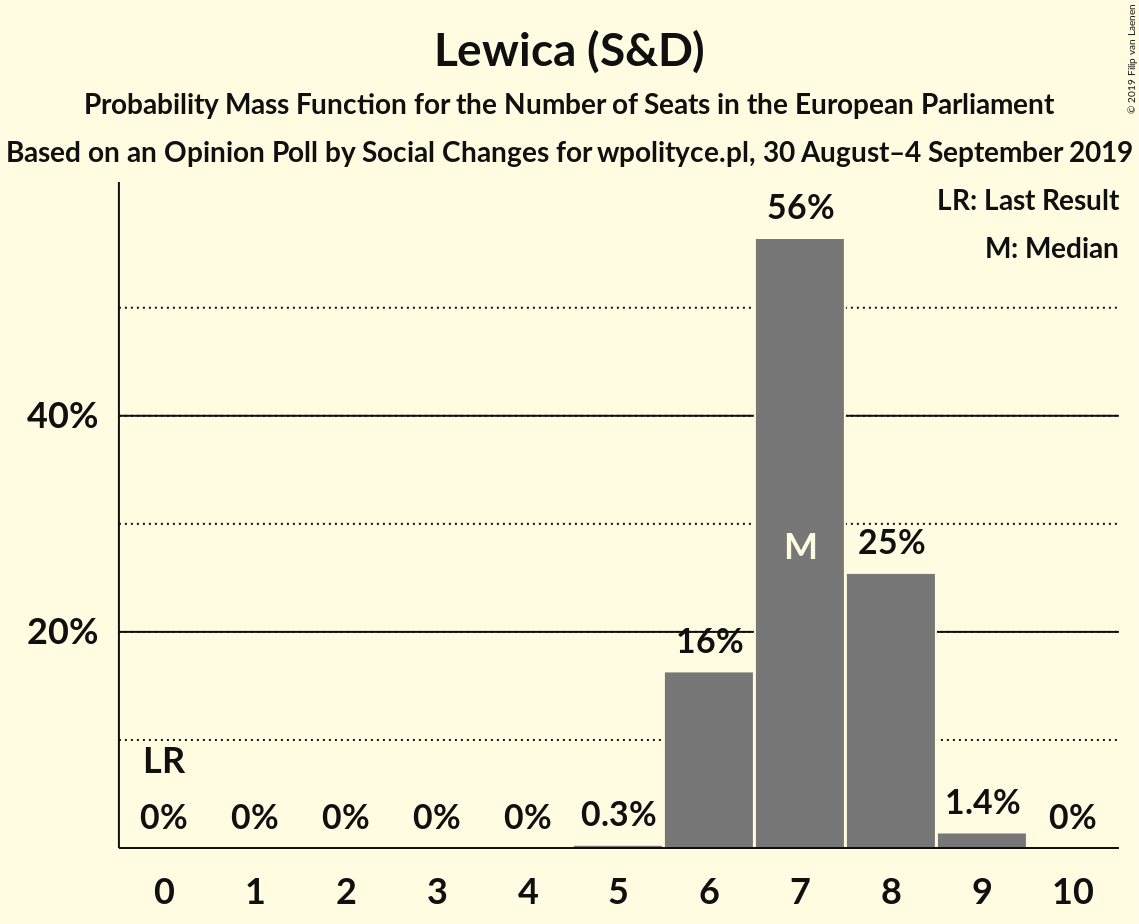 Lewica (S&D)
Probability Mass Function for the Number of Seats in the European Parliament
Based on an Opinion Poll by Social Changes for wpolityce.pl, 30 August–4 September 2019
© 2019 Filip van Laenen
LR: Last Result
M: Median
56%
40%
M
25%
20%
16%
LR
0%
0%
0%
0%
0%
0.3%
1.4%
0%
0 1 2 3 4 5 6 7 8 9 10